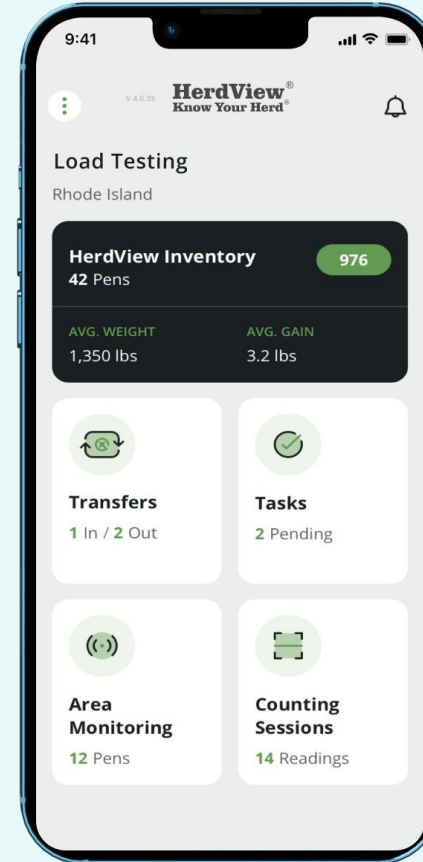 9:41
V 4.0.35
HerdView®
Know Your Herd®
Load Testing
Rhode Island
HerdView Inventory
976
42 Pens
AVG. WEIGHT
AVG. GAIN
1,350 lbs
3.2 lbs
Transfers
1 In / 2 Out
Tasks
2 Pending
Area
Monitoring
12 Pens
Counting
Sessions
14 Readings